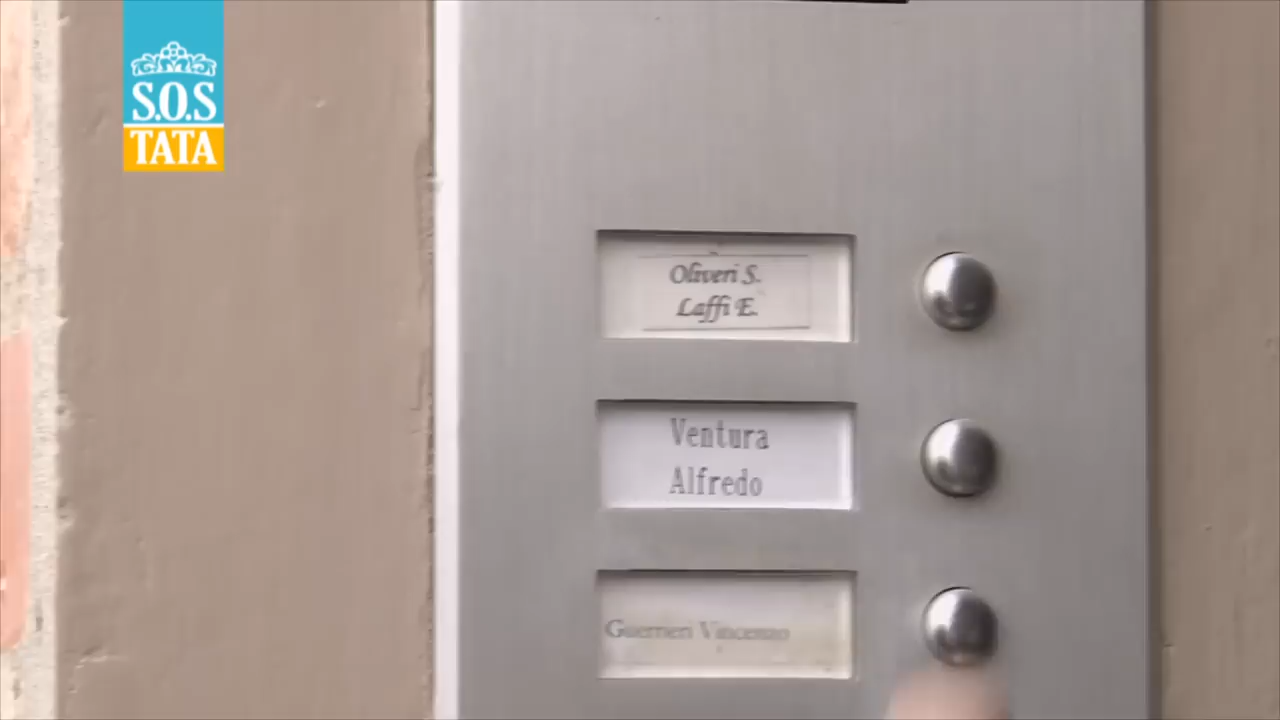 S.O.S
TATA
Oliveri S.
Laffi E.
Ventura
Alfredo
Guerneri Vincenzo